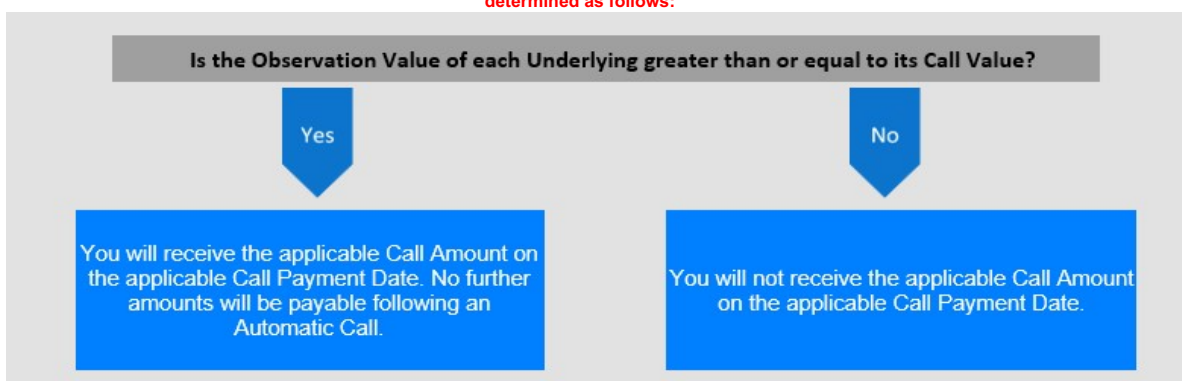 determined as follows:
Is the Observation Value of each Underlying greater than or equal to its Call Value?
Yes
No
You will receive the applicable Call Amount on
the applicable Call Payment Date. No further
amounts will be payable following an
Automatic Call.
You will not receive the applicable Call Amount
on the applicable Call Payment Date.